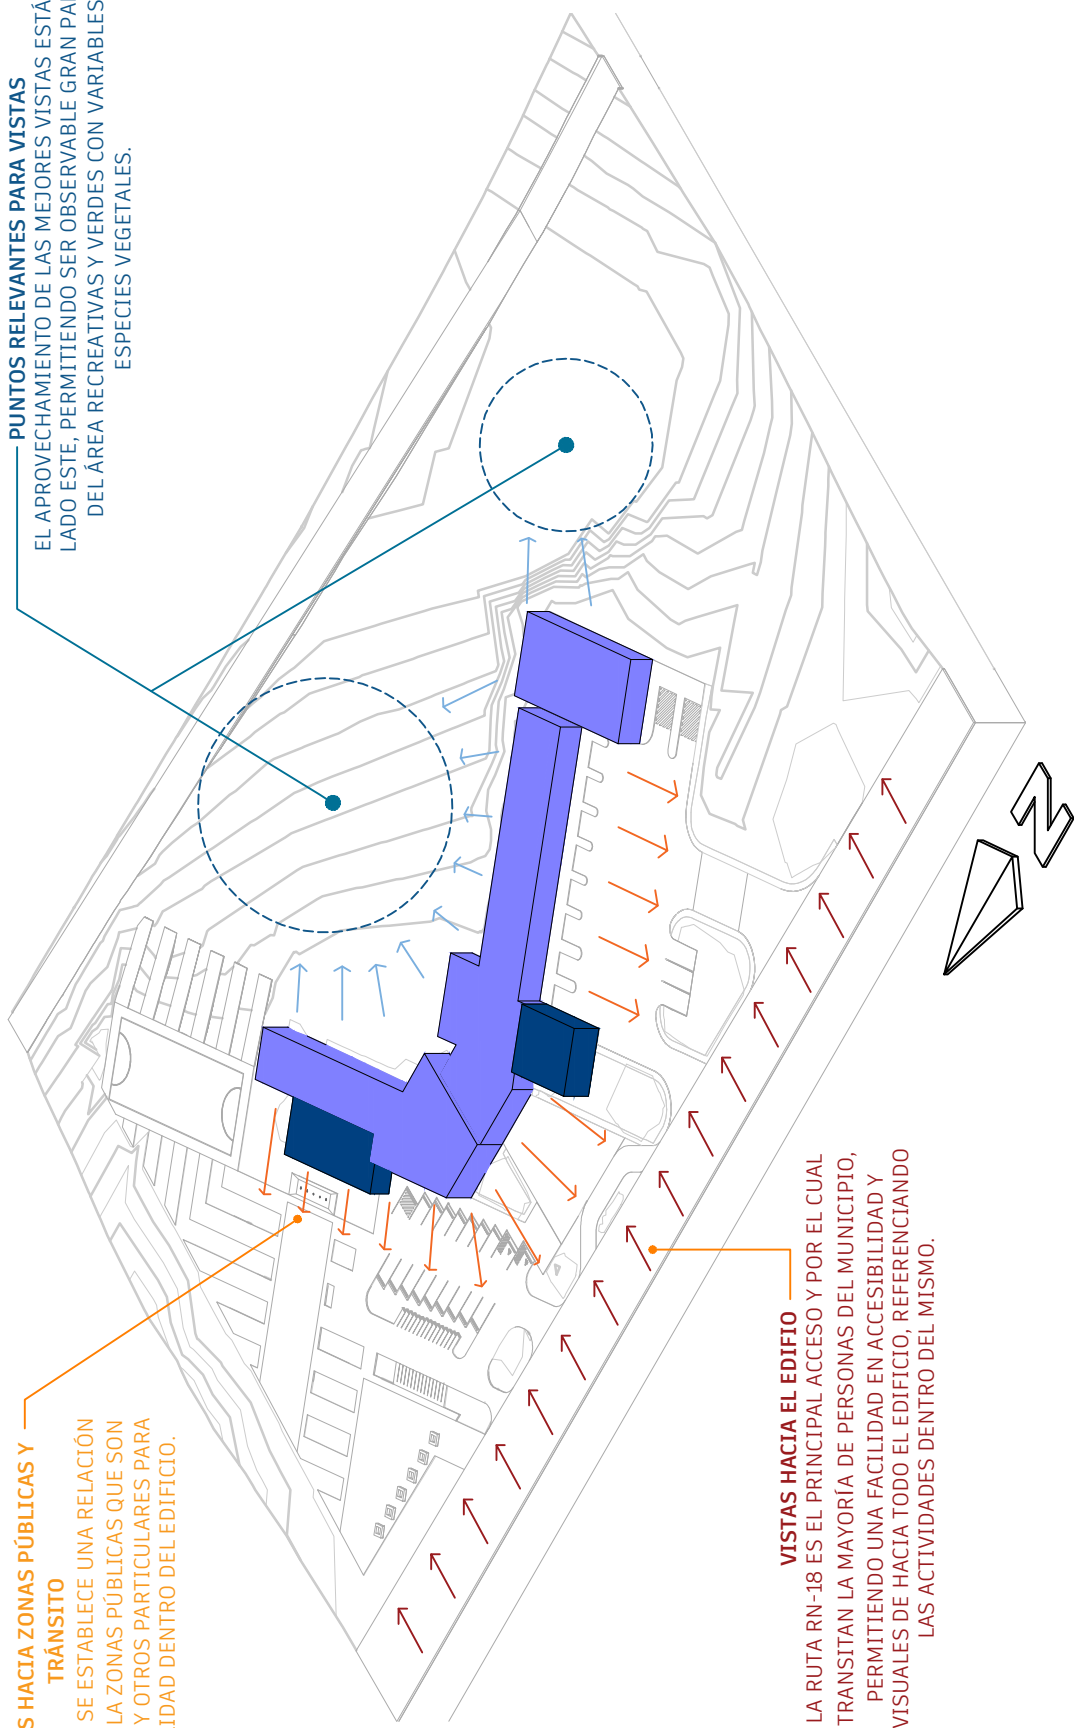 PUNTOS RELEVANTES PARA VISTAS
EL APROVECHAMIENTO DE LAS MEJORES VISTAS ESTÁ
LADO ESTE, PERMITIENDO SER OBSERVABLE GRAN
DEL ÁREA RECREATIVAS Y VERDES CON VARIABLES
ESPECIES VEGETALES.
HACIA ZONAS PÚBLICAS Y
TRÁNSITO
SE ESTABLECE UNA RELACIÓN
LA ZONAS PÚBLICAS QUE SON
Y OTROS PARTICULARES PARA
DENTRO DEL EDIFICIO.
VISTAS HACIA EL EDIFIO
LA RUTA RN-18 ES EL PRINCIPAL ACCESO Y POR EL CUAL
TRANSITAN LA MAYORÍA DE PERSONAS DEL MUNICIPIO,
PERMITIENDO UNA FACILIDAD EN ACCESIBILIDAD Y
VISUALES DE HACIA TODO EL EDIFICIO, REFERENCIANDO
LAS ACTIVIDADES DENTRO DEL MISMO.
N